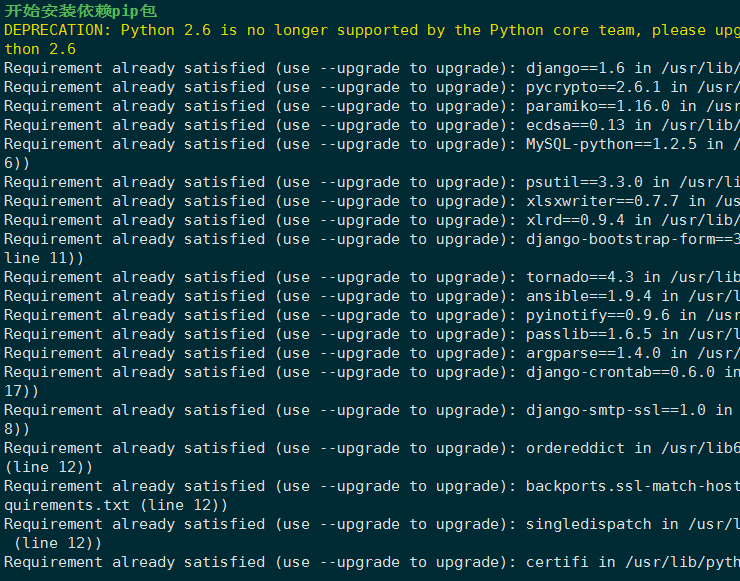 开始安装依赖pip包
DEPRECATION: Python 2.6 is no longer supported by the Python core team, please upg
thon 2.6
Requirement already satisfied (use --upgrade to upgrade): django==1.6 in /usr/lib/
Requirement already satisfied (use --upgrade to upgrade): pycrypto==2.6.1 in /usr/
Requirement already satisfied (use --upgrade to upgrade): paramiko==1.16.0 in /usr
Requirement already satisfied (use --upgrade to upgrade): ecdsa==0.13 in /usr/lib/
Requirement already satisfied (use --upgrade to upgrade): MySQL-python==1.2.5 in /
6))
Requirement already satisfied (use --upgrade to upgrade): psutil==3.3.0 in /usr/li
Requirement already satisfied (use --upgrade to upgrade): xlsxwriter==0.7.7 in /us
Requirement already satisfied (use --upgrade to upgrade): xlrd==0.9.4 in /usr/lib/
Requirement already satisfied (use --upgrade to upgrade): django-bootstrap-form==3
line 11))
Requirement already satisfied (use --upgrade to upgrade): tornado==4.3 in /usr/lib
Requirement already satisfied (use --upgrade to upgrade): ansible==1.9.4 in /usr/l
Requirement already satisfied (use --upgrade to upgrade): pyinotify==0.9.6 in /usr
Requirement already satisfied (use --upgrade to upgrade): passlib==1.6.5 in /usr/l
Requirement already satisfied (use --upgrade to upgrade): argparse==1.4.0 in /usr/
Requirement already satisfied (use --upgrade to upgrade): django-crontab==0.6.0 in
17))
Requirement already satisfied (use --upgrade to upgrade): django-smtp-ssl==1.0 in
8))
Requirement already satisfied (use --upgrade to upgrade): ordereddict in /usr/lib6
(line 12))
Requirement already satisfied (use --upgrade to upgrade): backports.ssl-match-host
quirements.txt (line 12))
Requirement already satisfied (use --upgrade to upgrade): singledispatch in /usr/l
(line 12))
Requirement already satisfied (use --upgrade to upgrade): certifi in /usr/lib/pyth